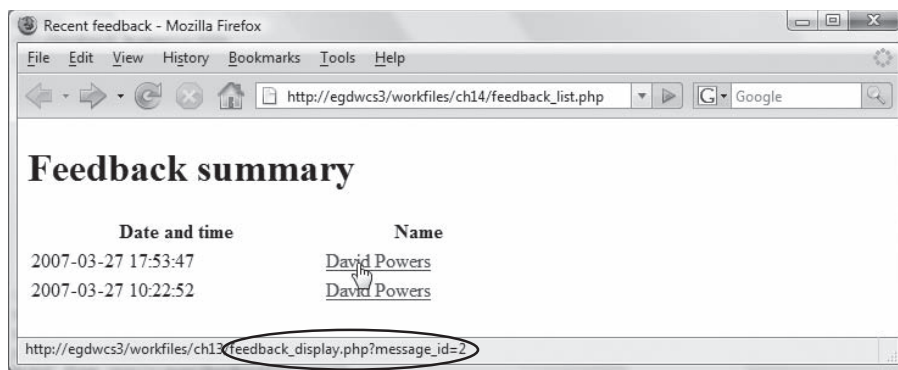 Recent feedback - Mozilla Firefox
File Edit View History Bookmarks Tools Help
http://egdwcs3/workfiles/ch14/feedback_list.php G Google
Feedback summary
Date and time Name
2007-03-27 17:53:47 David Powers
2007-03-27 10:22:52 David Powers
http://egdwcs3/workfiles/ch13/feedback_display.php?message_id=2